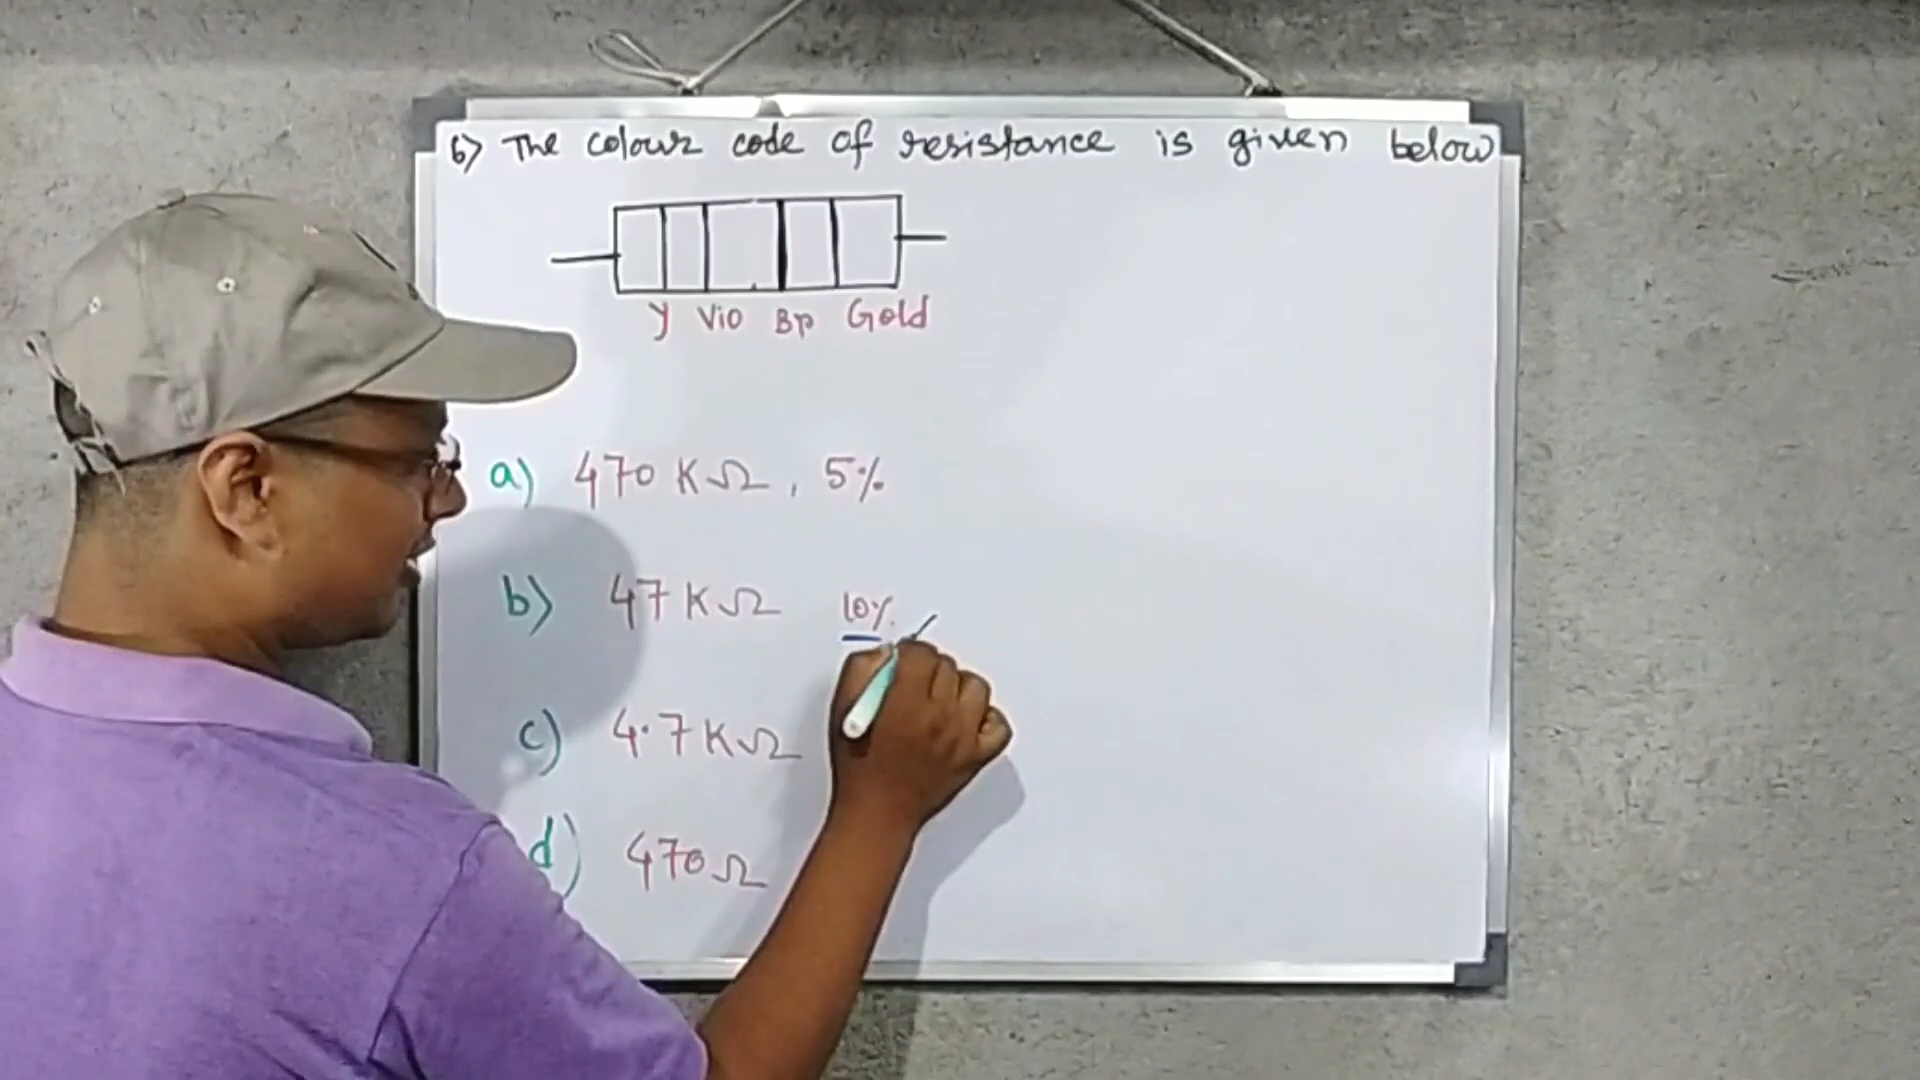 6) The colour code of resistance is given below
Y Vio Br Gold
a) 470 KΩ, 5%
b) 47 KΩ 10%
c) 4.7 KΩ
d) 470 Ω